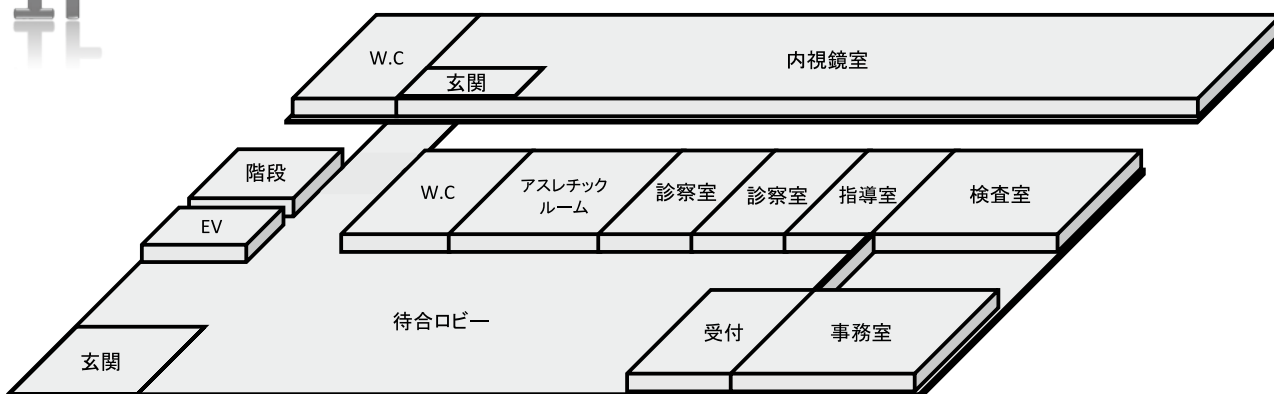 W.C
内視鏡室
玄関
階段
W.C
アスレチック
ルーム
診察室
診察室
指導室
検査室
EV
待合ロビー
受付
事務室
玄関